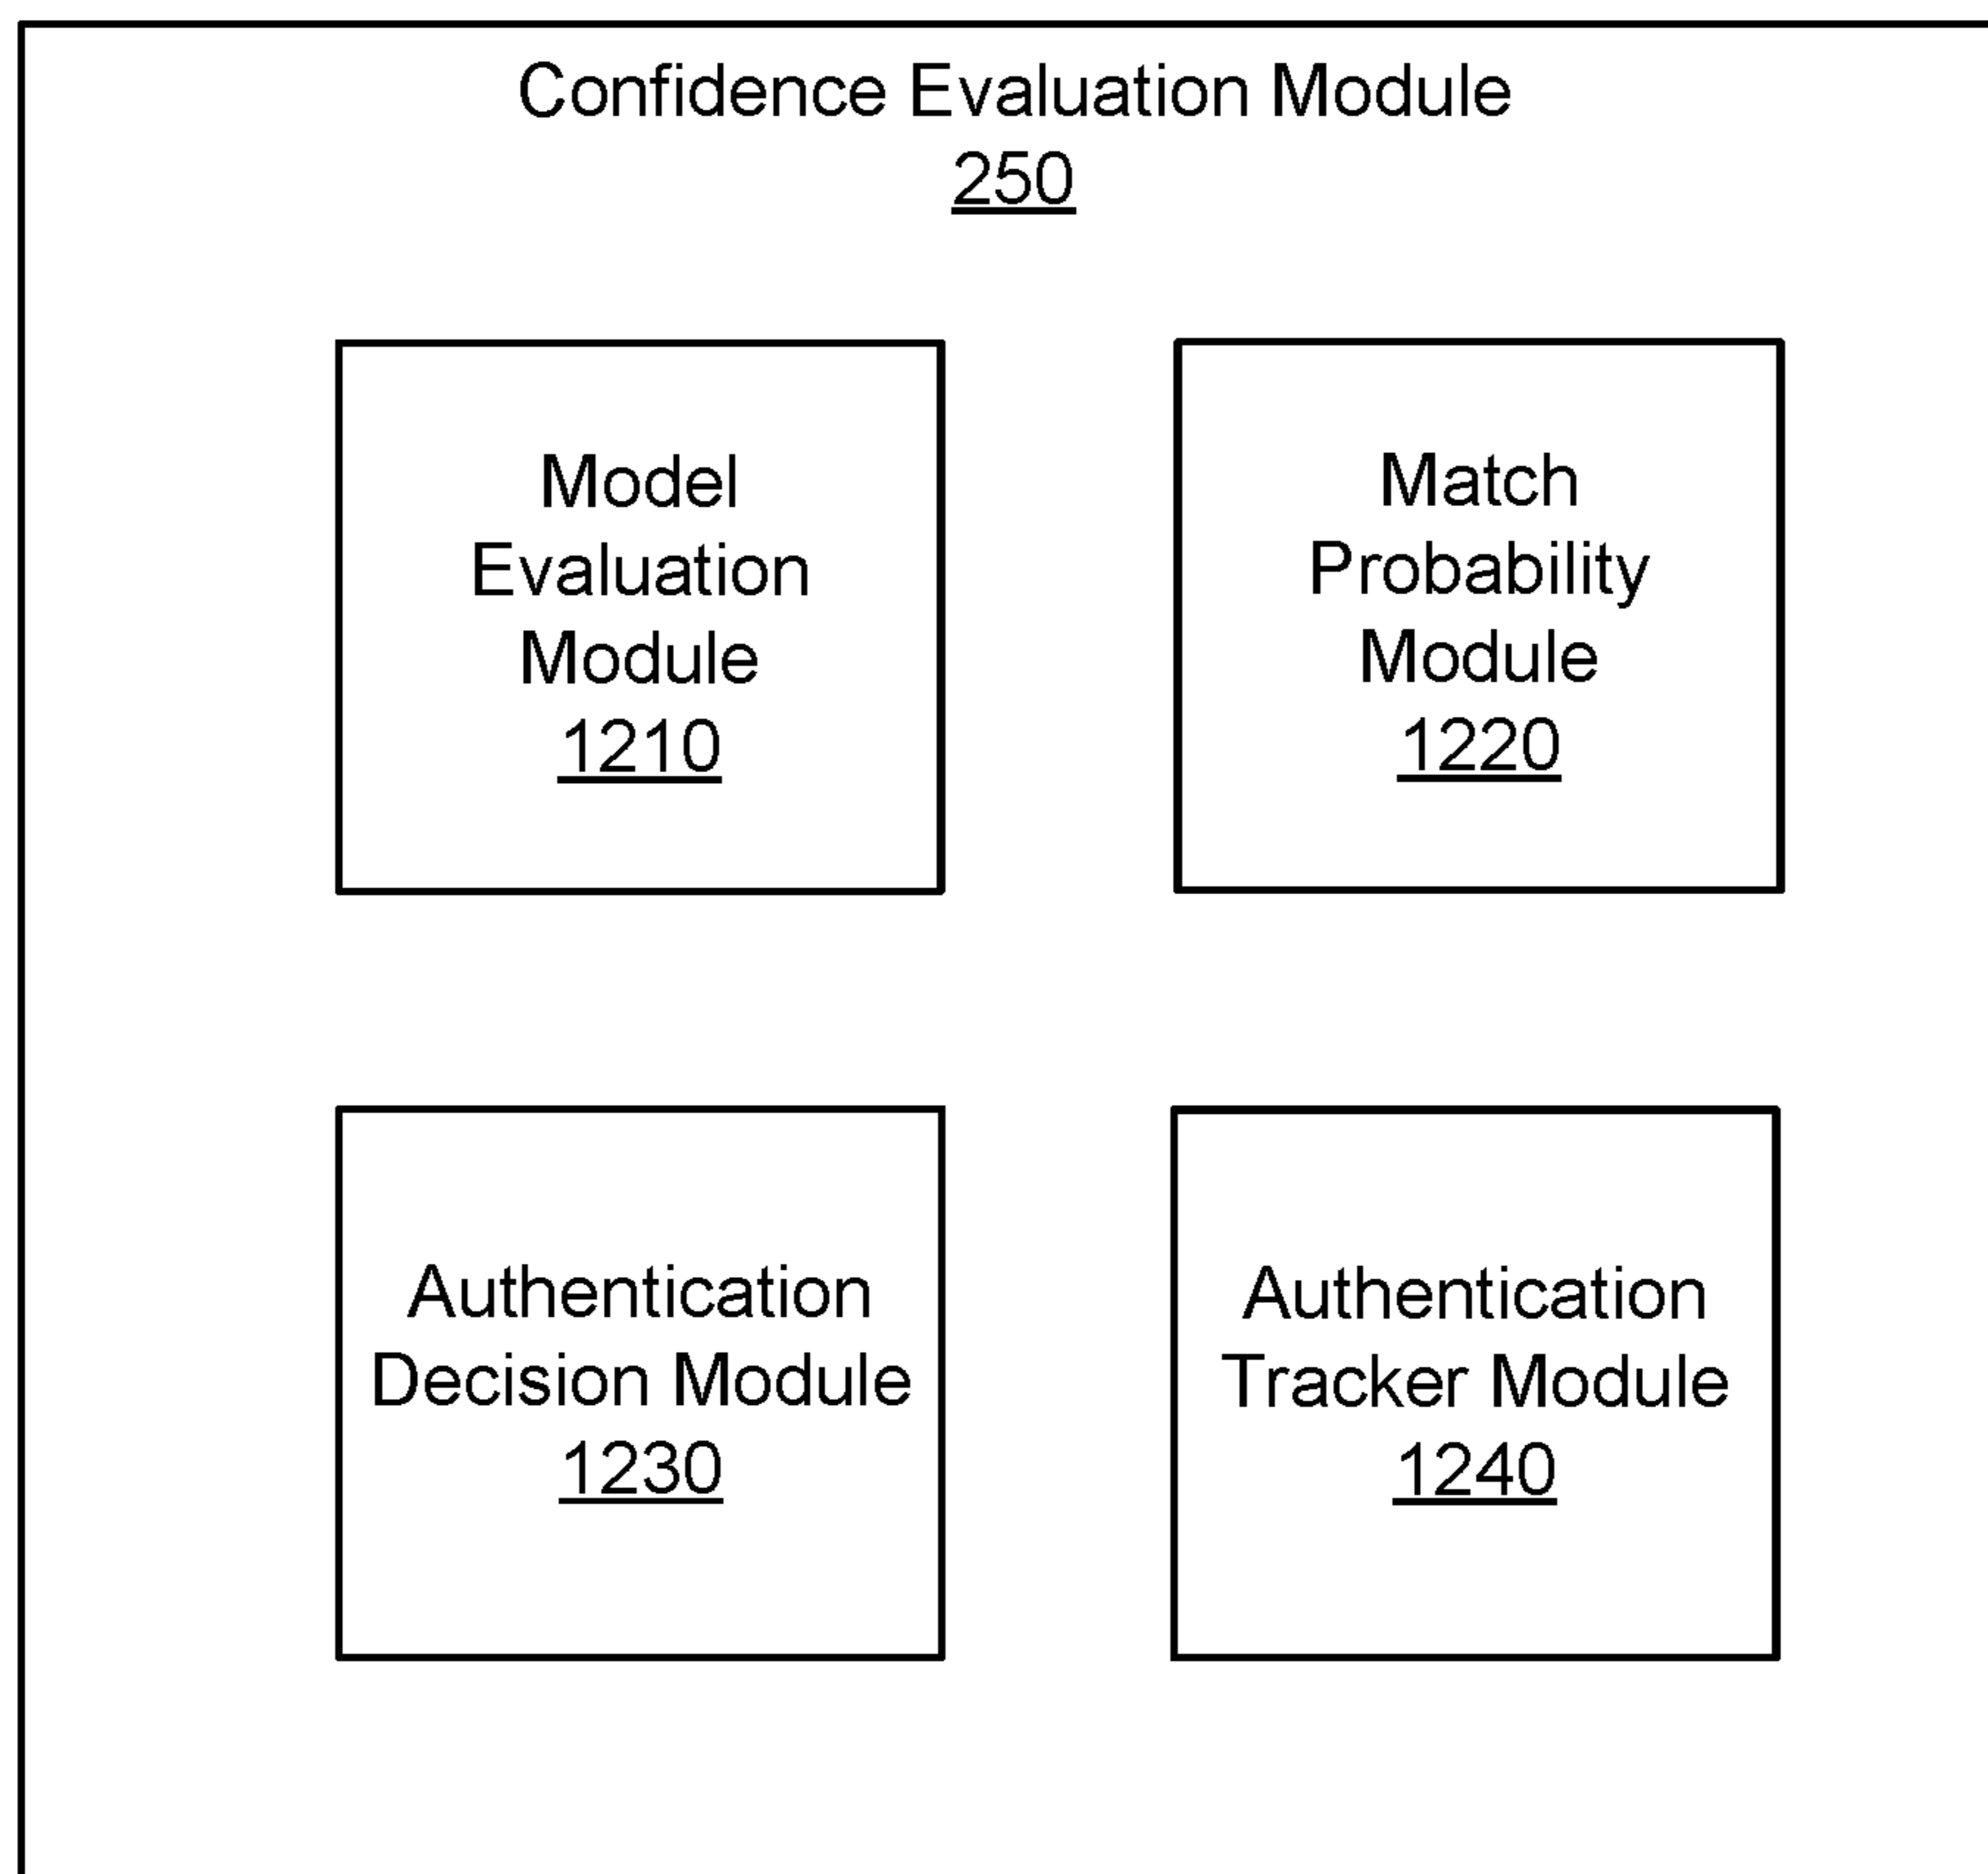 Confidence Evaluation Module
250
Model
Evaluation
Module
1210
Match
Probability
Module
1220
Authentication
Decision Module
1230
Authentication
Tracker Module
1240